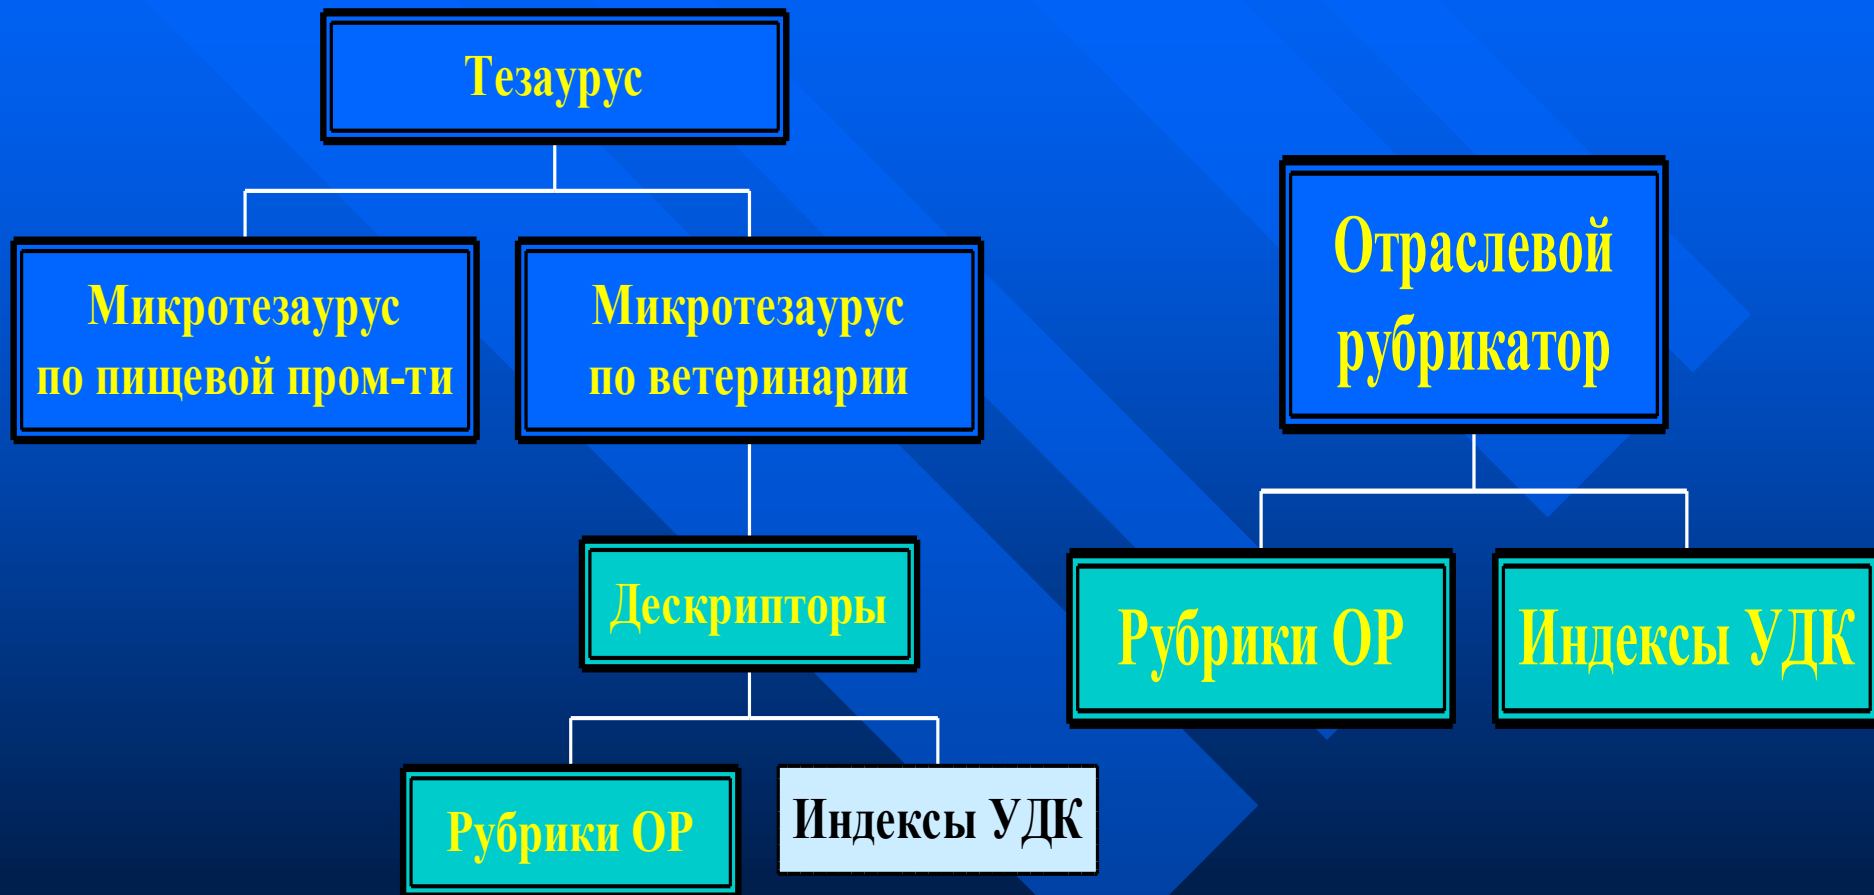 Тезаурус
Микротезаурус
по пищевой пром-ти
Микротезаурус
по ветеринарии
Отраслевой
рубрикатор
Дескрипторы
Рубрики ОР
Индексы УДК
Рубрики ОР
Индексы УДК